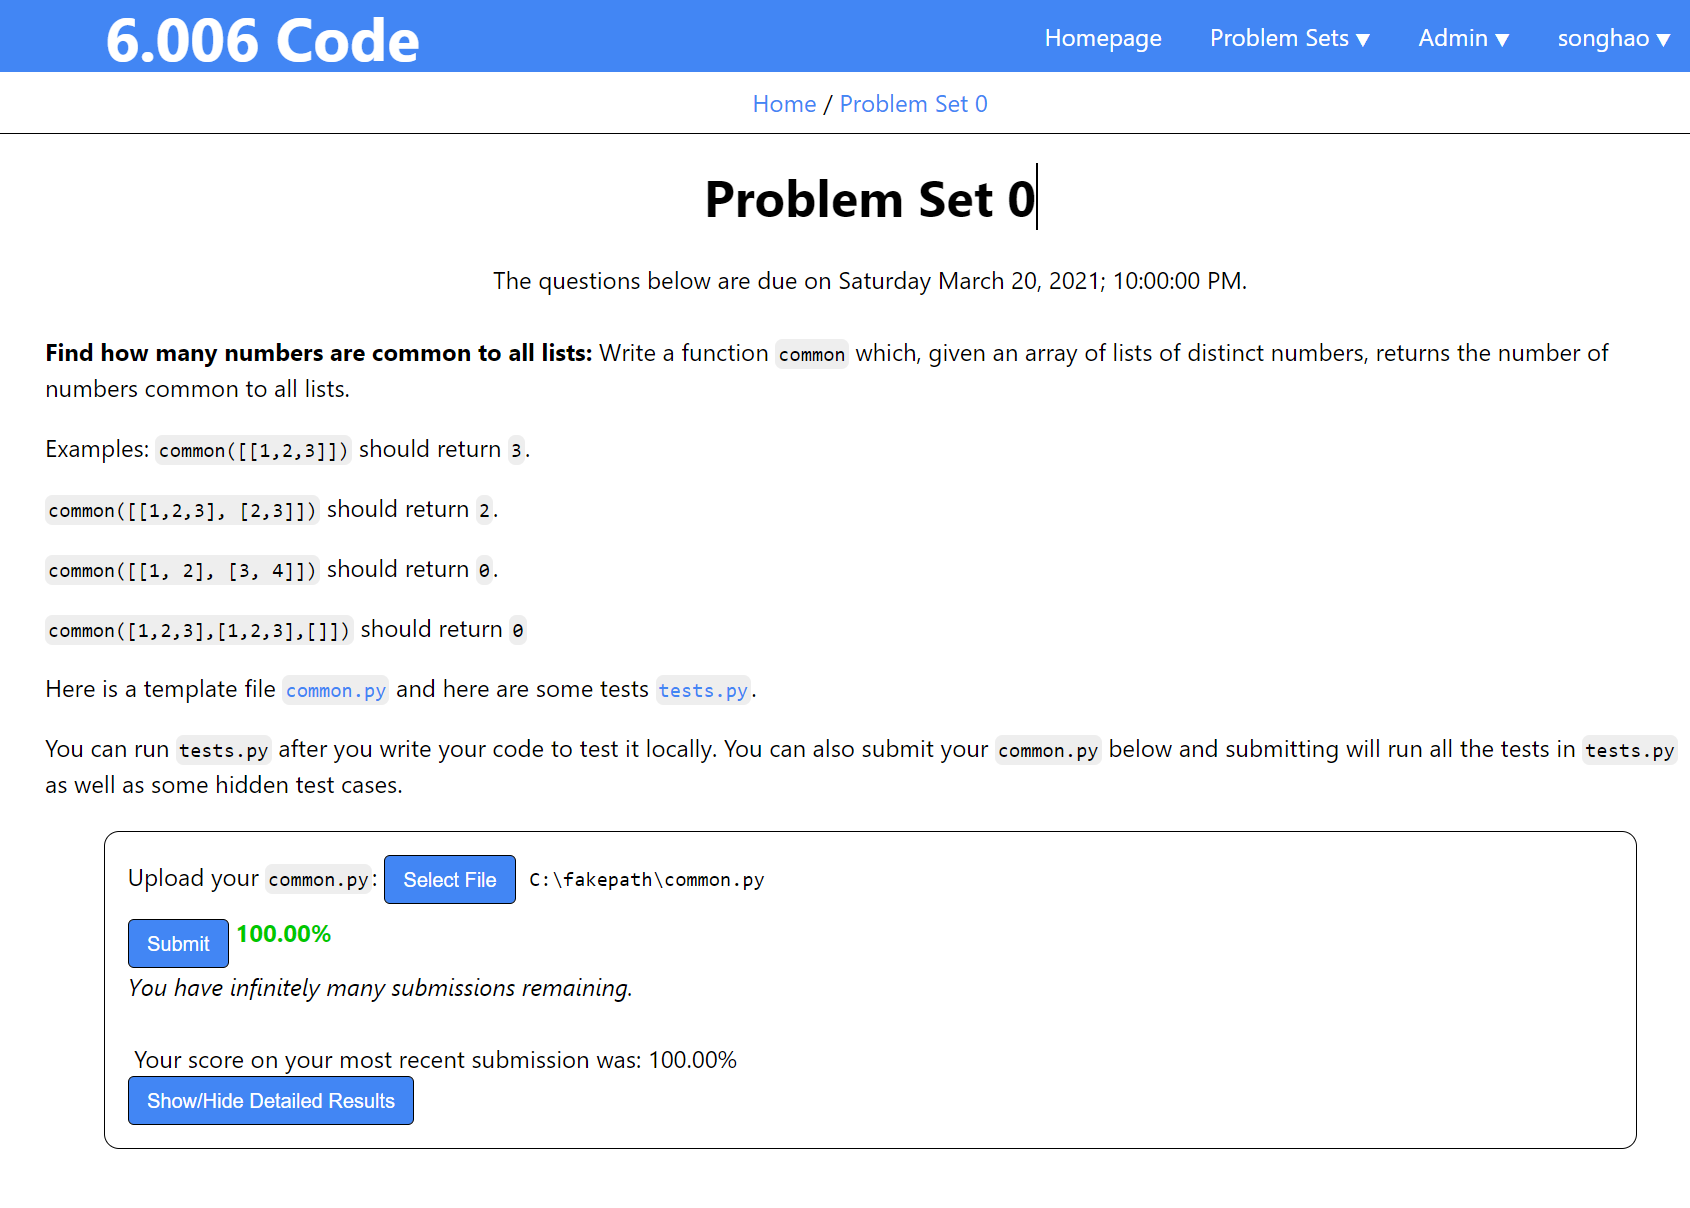 6.006 Code
Homepage Problem Sets ▼ Admin ▼ songhao ▼
Home / Problem Set 0
Problem Set 0
The questions below are due on Saturday March 20, 2021; 10:00:00 PM.
Find how many numbers are common to all lists: Write a function common which, given an array of lists of distinct numbers, returns the number of
numbers common to all lists.
Examples: common([[1,2,3]]) should return 3.
common([[1,2,3], [2,3]]) should return 2.
common([[1, 2], [3, 4]]) should return 0.
common([1,2,3],[1,2,3],[]]) should return 0
Here is a template file common.py and here are some tests tests.py.
You can run tests.py after you write your code to test it locally. You can also submit your common.py below and submitting will run all the tests in tests.py
as well as some hidden test cases.
Upload your common.py: Select File C:\fakepath\common.py
Submit 100.00%
You have infinitely many submissions remaining.
Your score on your most recent submission was: 100.00%
Show/Hide Detailed Results